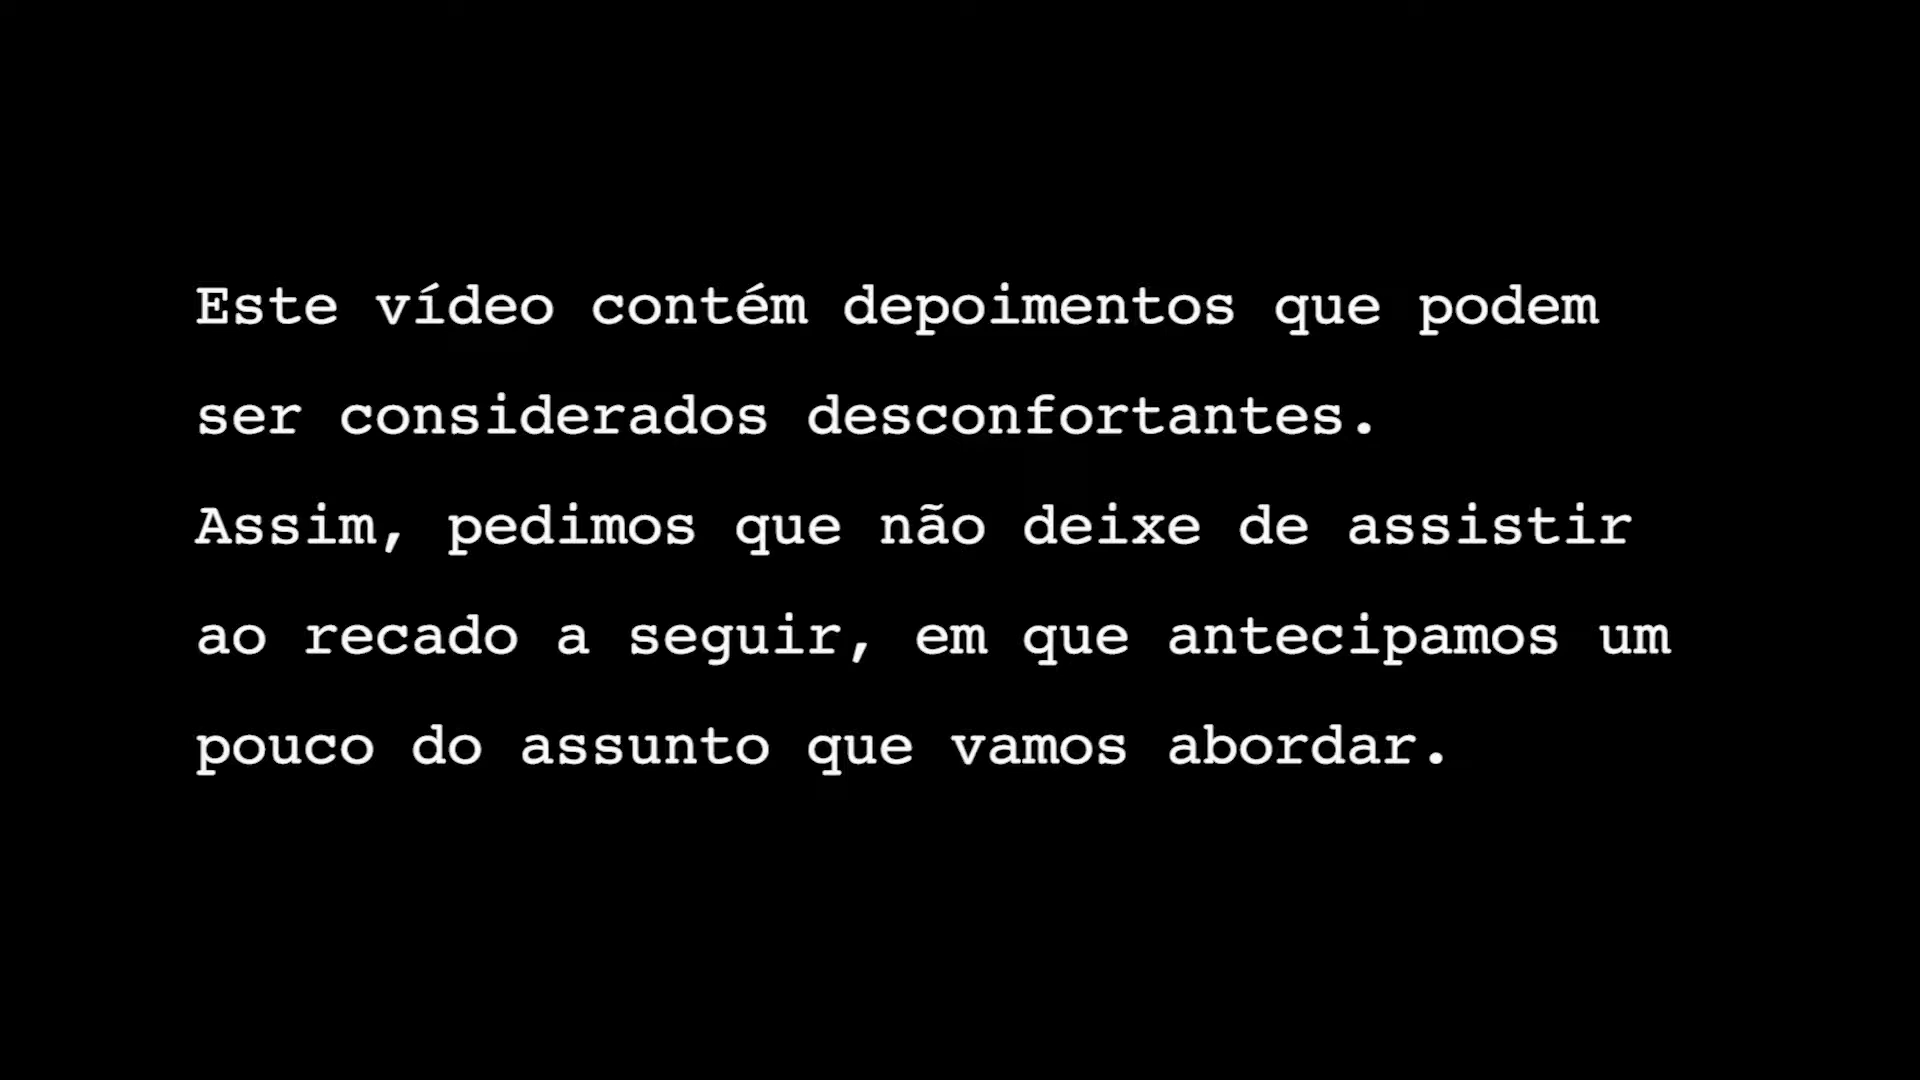 Este vídeo contém depoimentos que podem
ser considerados desconfortantes.
Assim, pedimos que não deixe de assistir
ao recado a seguir, em que antecipamos um
pouco do assunto que vamos abordar.